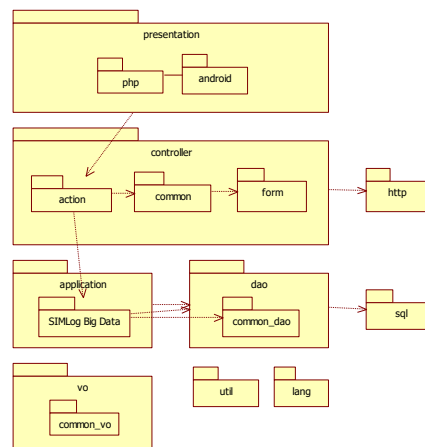 presentation
php
android
controller
action
common
form
http
application
SIMLog Big Data
dao
common_dao
sql
vo
common_vo
util
lang